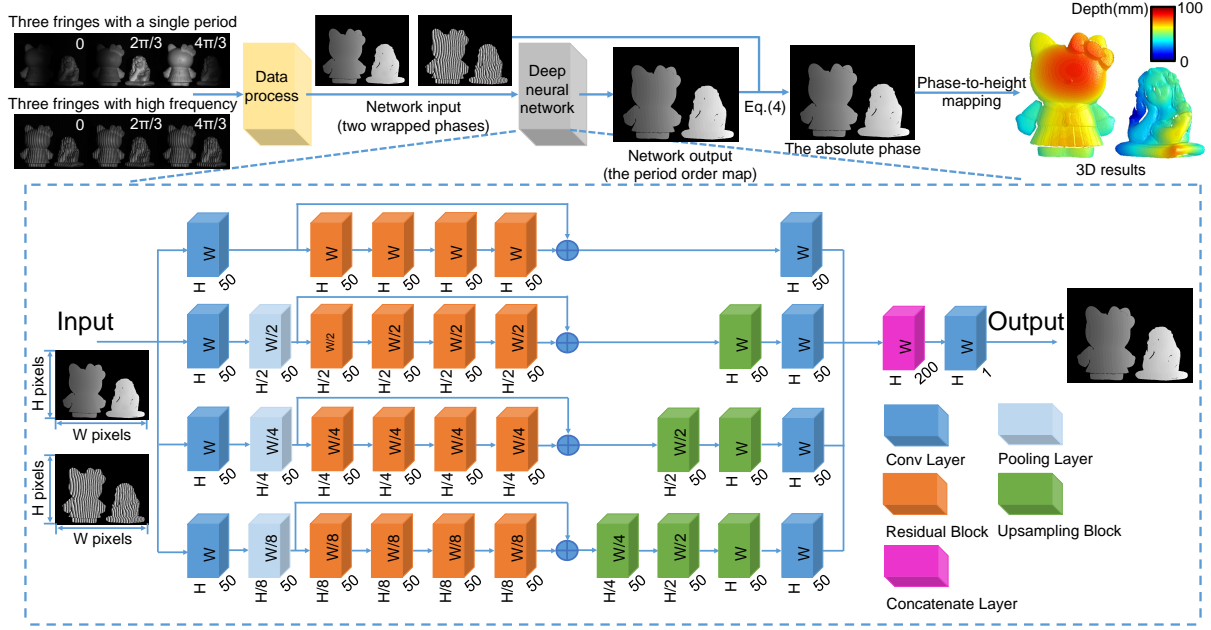 Three fringes with a single period
0
2π/3
4π/3
Three fringes with high frequency
0
2π/3
4π/3
Data
process
Network input
(two wrapped phases)
Deep
neural
network
Network output
(the period order map)
Eq.(4)
The absolute phase
Phase-to-height
mapping
Depth(mm)
100
0
3D results
Input
H pixels
W pixels
H pixels
W pixels
W H 50
W H 50
W H 50
W H 50
W H 50
W H 50
W H 50
W/2 H/2 50
W/2 H/2 50
W/2 H/2 50
W/2 H/2 50
W/2 H/2 50
W H 50
W H 50
W H 50
W/4 H/4 50
W/4 H/4 50
W/4 H/4 50
W/4 H/4 50
W/4 H/4 50
W/2 H/2 50
W H 50
W H 50
W H 50
W/8 H/8 50
W/8 H/8 50
W/8 H/8 50
W/8 H/8 50
W/8 H/8 50
W/4 H/4 50
W/2 H/2 50
W H 50
W H 50
W H 200
W H 1
Output
Conv Layer
Pooling Layer
Residual Block
Upsampling Block
Concatenate Layer